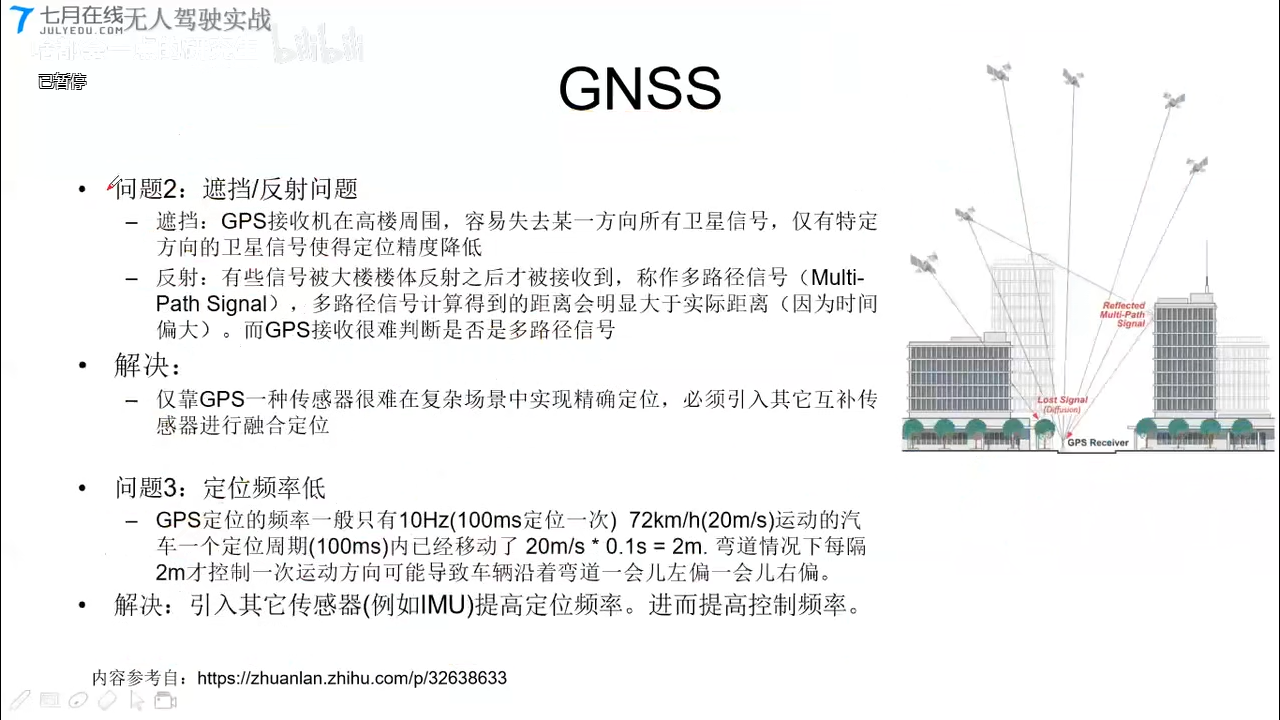 七月在线
JULYEDU.COM
无人驾驶实战
bilibili
已暂停
GNSS
• 问题2：遮挡/反射问题
– 遮挡：GPS接收机在高楼周围，容易失去某一方向所有卫星信号，仅有特定
方向的卫星信号使得定位精度降低
– 反射：有些信号被大楼楼体反射之后才被接收到，称作多路径信号（Multi-
Path Signal），多路径信号计算得到的距离会明显大于实际距离（因为时间
偏大）。而GPS接收很难判断是否是多路径信号
• 解决：
– 仅靠GPS一种传感器很难在复杂场景中实现精确定位，必须引入其它互补传
感器进行融合定位
• 问题3：定位频率低
– GPS定位的频率一般只有10Hz(100ms定位一次) 72km/h(20m/s)运动的汽
车一个定位周期(100ms)内已经移动了 20m/s * 0.1s = 2m. 弯道情况下每隔
2m才控制一次运动方向可能导致车辆沿着弯道一会儿左偏一会儿右偏。
• 解决：引入其它传感器(例如IMU)提高定位频率。进而提高控制频率。
内容参考自：https://zhuanlan.zhihu.com/p/32638633
Reflected
Multi-Path
Signal
Lost Signal
(Diffusion)
GPS Receiver